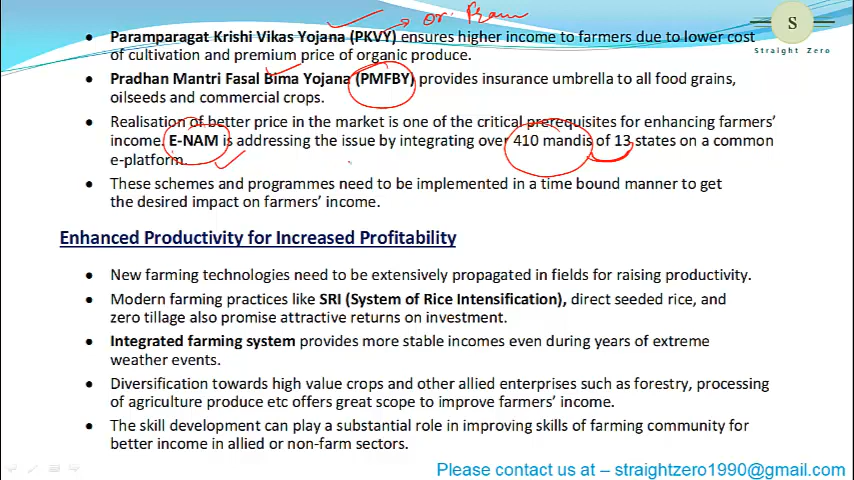 or. Fram
S
Straight Zero
• Paramparagat Krishi Vikas Yojana (PKVY) ensures higher income to farmers due to lower cost
of cultivation and premium price of organic produce.
• Pradhan Mantri Fasal Bima Yojana (PMFBY) provides insurance umbrella to all food grains,
oilseeds and commercial crops.
• Realisation of better price in the market is one of the critical prerequisites for enhancing farmers'
income. E-NAM is addressing the issue by integrating over 410 mandis of 13 states on a common
e-platform.
• These schemes and programmes need to be implemented in a time bound manner to get
the desired impact on farmers' income.
Enhanced Productivity for Increased Profitability
• New farming technologies need to be extensively propagated in fields for raising productivity.
• Modern farming practices like SRI (System of Rice Intensification), direct seeded rice, and
zero tillage also promise attractive returns on investment.
• Integrated farming system provides more stable incomes even during years of extreme
weather events.
• Diversification towards high value crops and other allied enterprises such as forestry, processing
of agriculture produce etc offers great scope to improve farmers' income.
• The skill development can play a substantial role in improving skills of farming community for
better income in allied or non-farm sectors.
Please contact us at – straightzero1990@gmail.com